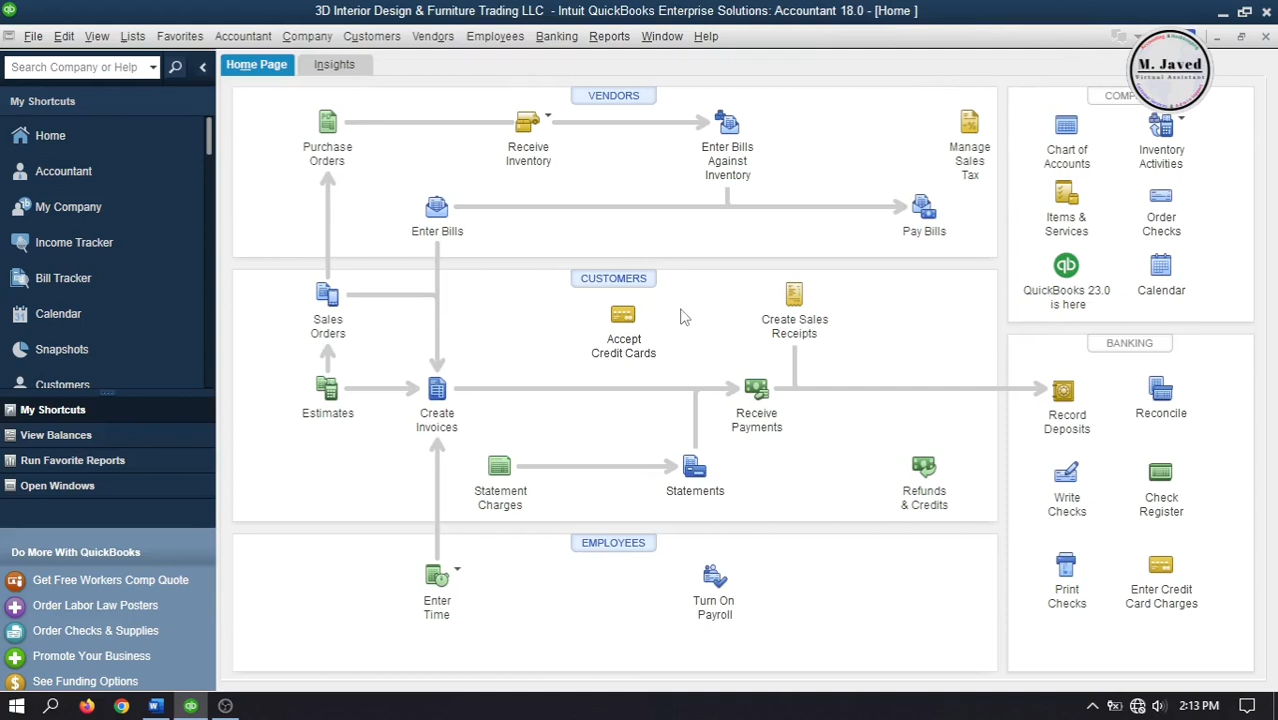 3D Interior Design & Furniture Trading LLC - Intuit QuickBooks Enterprise Solutions: Accountant 18.0 - [Home ]
File Edit View Lists Favorites Accountant Company Customers Vendors Employees Banking Reports Window Help
Search Company or Help
My Shortcuts
Home
Accountant
My Company
Income Tracker
Bill Tracker
Calendar
Snapshots
Customers
My Shortcuts
View Balances
Run Favorite Reports
Open Windows
Do More With QuickBooks
Get Free Workers Comp Quote
Order Labor Law Posters
Order Checks & Supplies
Promote Your Business
See Funding Options
Home Page Insights
VENDORS
Purchase
Orders
Receive
Inventory
Enter Bills
Against
Inventory
Manage
Sales
Tax
Enter Bills
Pay Bills
CUSTOMERS
Sales
Orders
Accept
Credit Cards
Create Sales
Receipts
Estimates
Create
Invoices
Receive
Payments
Statement
Charges
Statements
Refunds
& Credits
EMPLOYEES
Enter
Time
Turn On
Payroll
M. Javed
Virtual Assistant
Chart of
Accounts
Inventory
Activities
Items &
Services
Order
Checks
qb
QuickBooks 23.0
is here
Calendar
BANKING
Record
Deposits
Reconcile
Write
Checks
Check
Register
Print
Checks
Enter Credit
Card Charges
2:13 PM